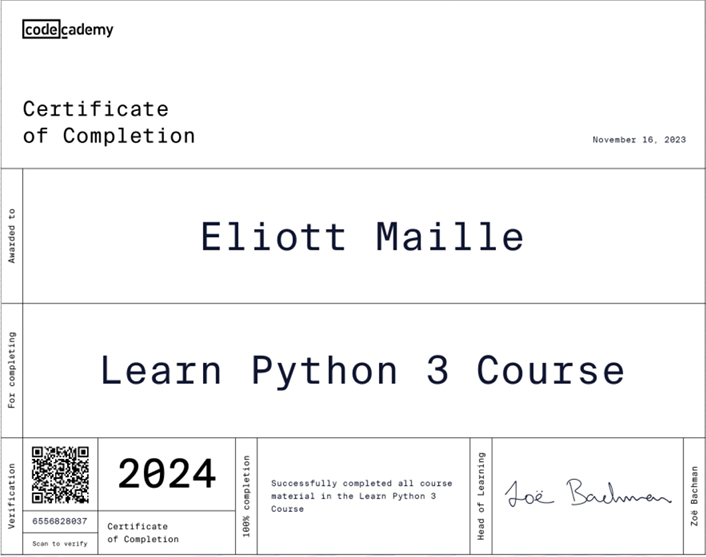 codecademy
Certificate
of Completion
November 16, 2023
Awarded to
Eliott Maille
For completing
Learn Python 3 Course
Verification
6556828037
Scan to verify
2024
Certificate
of Completion
100% completion
Successfully completed all course
material in the Learn Python 3
Course
Head of Learning
Zoë Bachman
Zoë Bachman